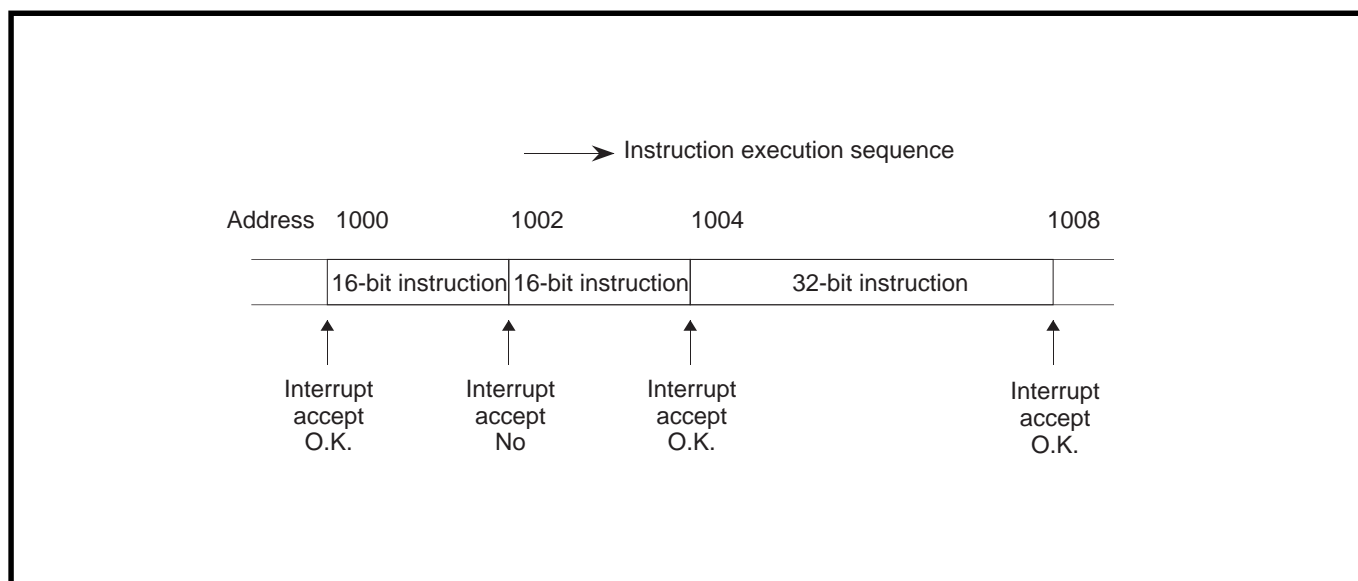 Instruction execution sequence
Address 1000 1002 1004 1008
16-bit instruction 16-bit instruction 32-bit instruction
Interrupt accept O.K.
Interrupt accept No
Interrupt accept O.K.
Interrupt accept O.K.